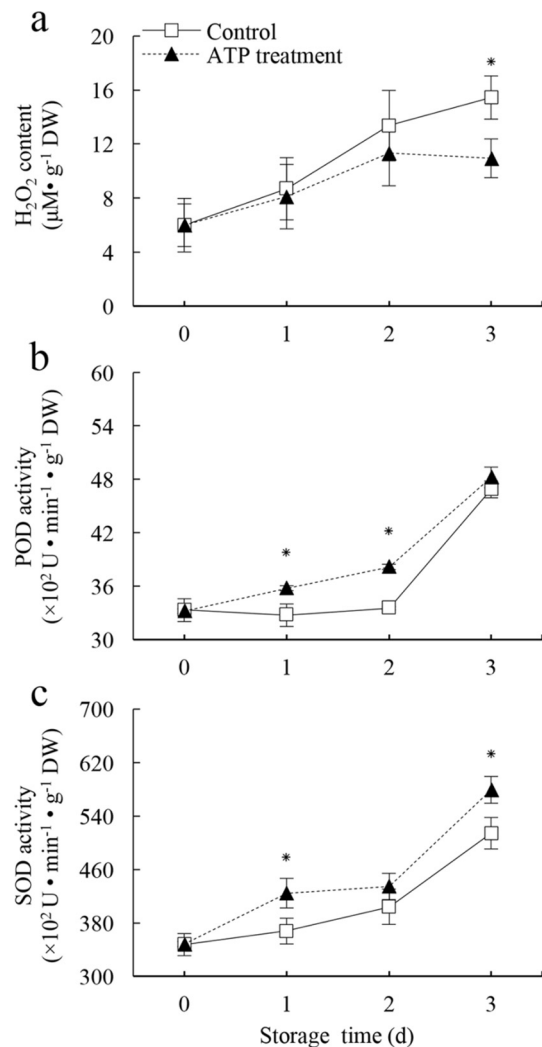 a
Control
ATP treatment
20
16
12
8
4
0
*
H₂O₂ content
(μM• g⁻¹ DW)
0 1 2 3
b
60
54
48
42
36
30
* *
POD activity
(×10² U • min⁻¹ • g⁻¹ DW)
0 1 2 3
c
700
620
540
460
380
300
* *
SOD activity
(×10² U • min⁻¹ • g⁻¹ DW)
0 1 2 3
Storage time (d)